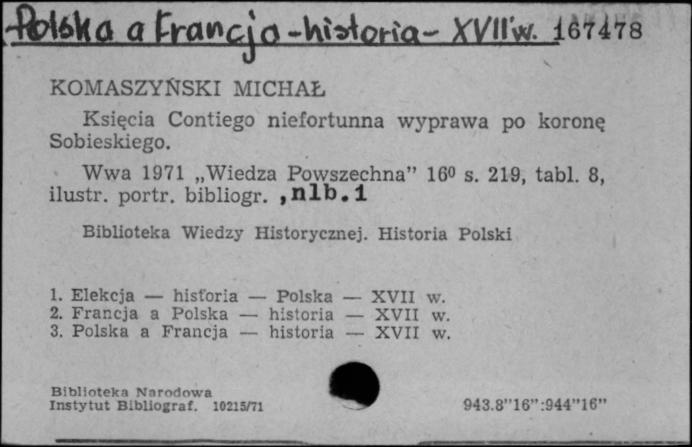 Polska a Francja - historia - XVII w. 167478
KOMASZYŃSKI MICHAŁ
Księcia Contiego niefortunna wyprawa po koronę
Sobieskiego.
Wwa 1971 „Wiedza Powszechna” 16⁰ s. 219, tabl. 8,
ilustr. portr. bibliogr. , nlb. 1
Biblioteka Wiedzy Historycznej. Historia Polski
1. Elekcja — historia — Polska — XVII w.
2. Francja a Polska — historia — XVII w.
3. Polska a Francja — historia — XVII w.
Biblioteka Narodowa
Instytut Bibliograf. 10215/71 943.8”16”:944”16”